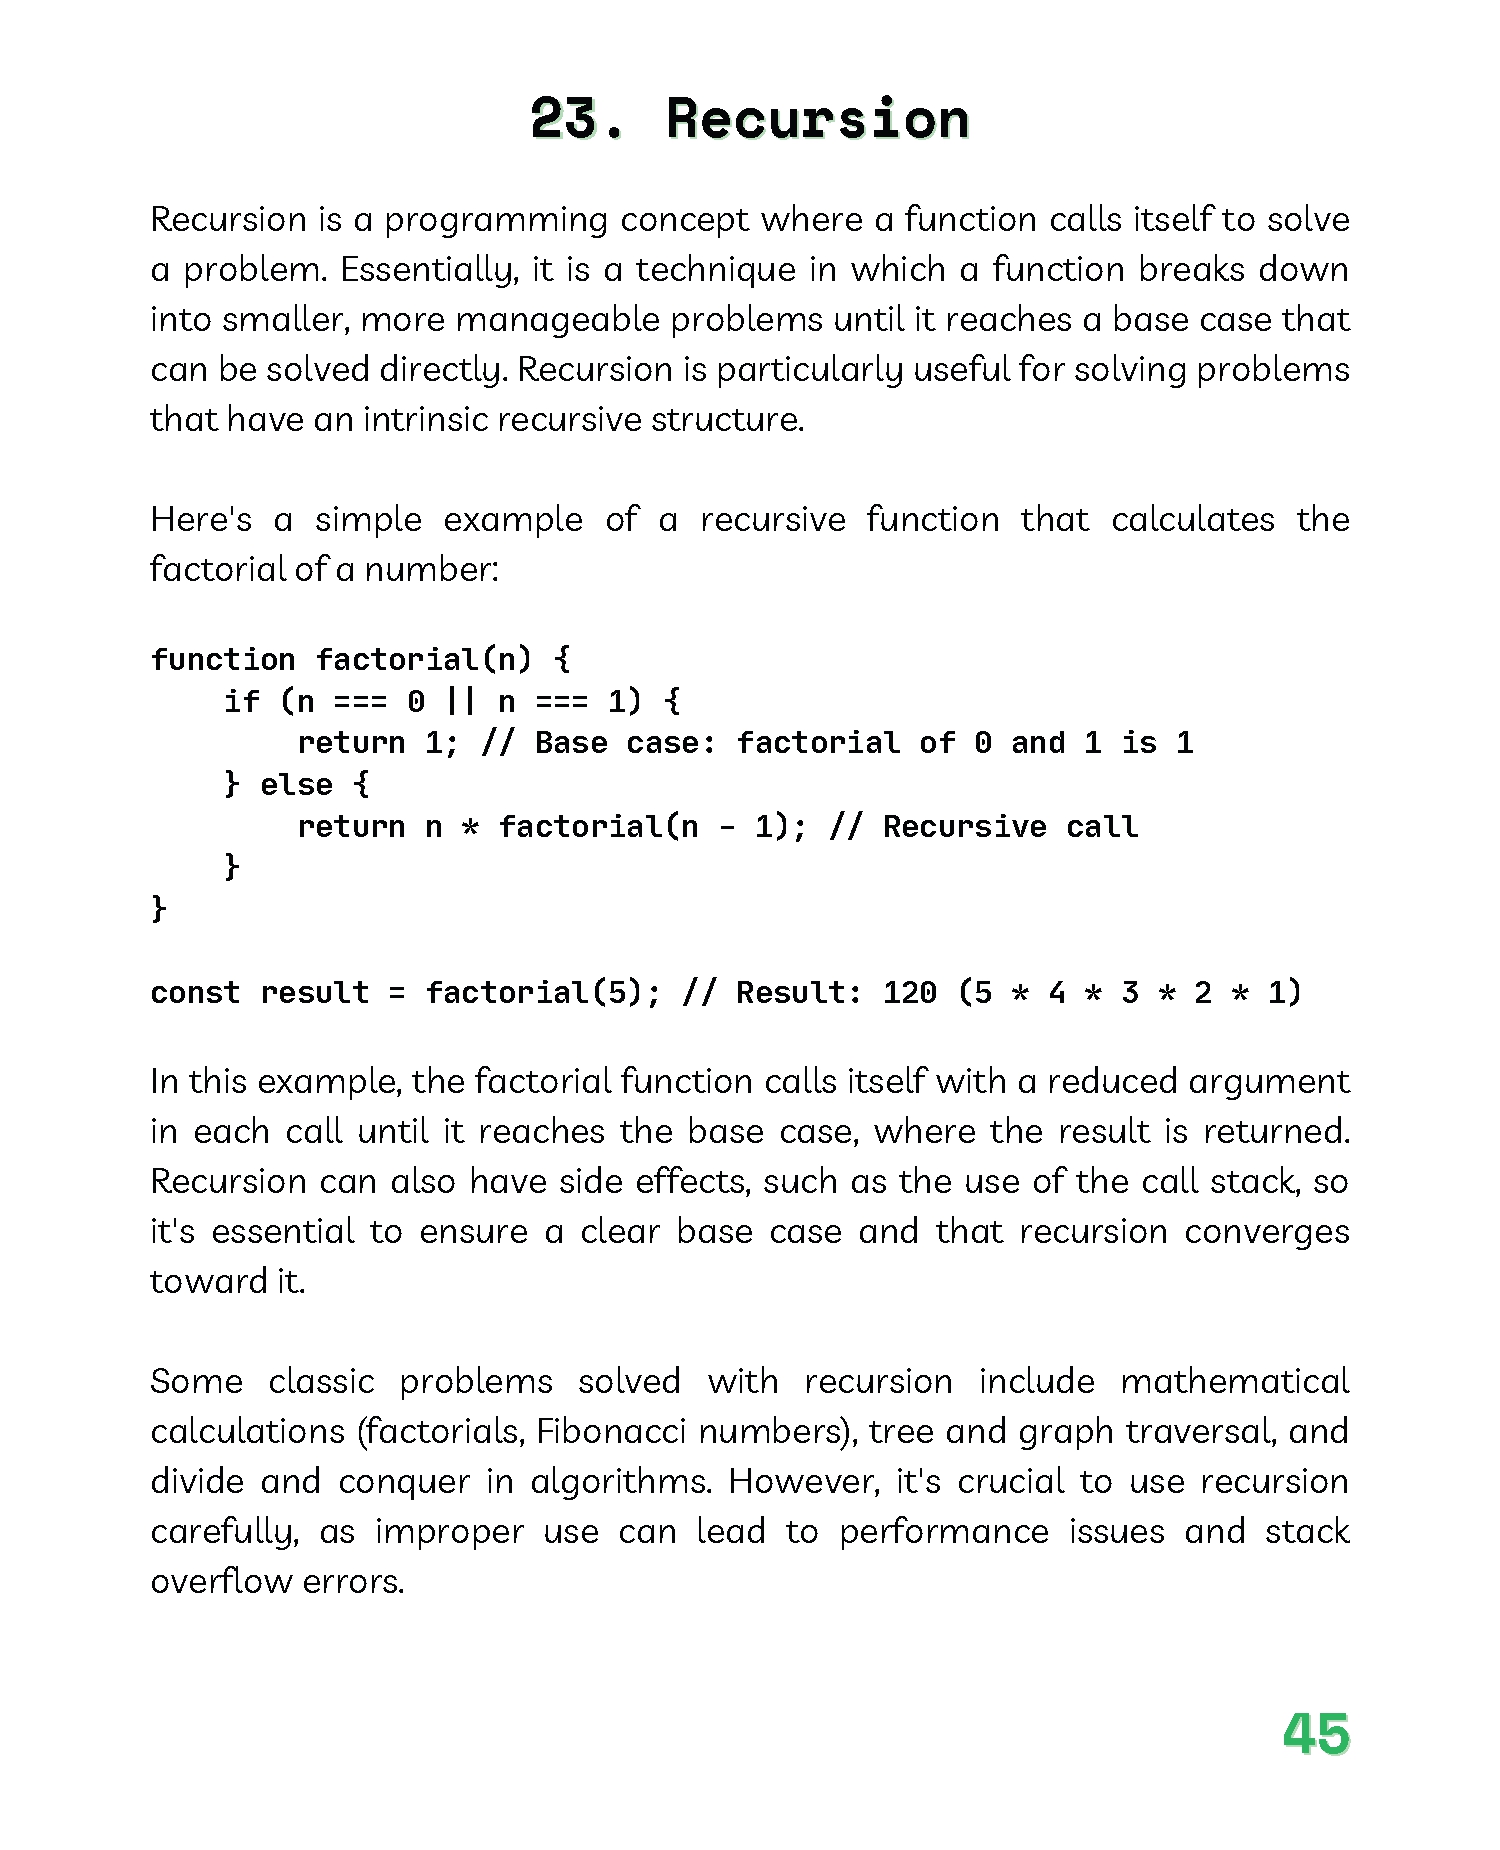 23. Recursion
Recursion is a programming concept where a function calls itself to solve
a problem. Essentially, it is a technique in which a function breaks down
into smaller, more manageable problems until it reaches a base case that
can be solved directly. Recursion is particularly useful for solving problems
that have an intrinsic recursive structure.
Here's a simple example of a recursive function that calculates the
factorial of a number:
function factorial(n) {
    if (n === 0 || n === 1) {
        return 1; // Base case: factorial of 0 and 1 is 1
    } else {
        return n * factorial(n - 1); // Recursive call
    }
}
const result = factorial(5); // Result: 120 (5 * 4 * 3 * 2 * 1)
In this example, the factorial function calls itself with a reduced argument
in each call until it reaches the base case, where the result is returned.
Recursion can also have side effects, such as the use of the call stack, so
it's essential to ensure a clear base case and that recursion converges
toward it.
Some classic problems solved with recursion include mathematical
calculations (factorials, Fibonacci numbers), tree and graph traversal, and
divide and conquer in algorithms. However, it's crucial to use recursion
carefully, as improper use can lead to performance issues and stack
overflow errors.
45